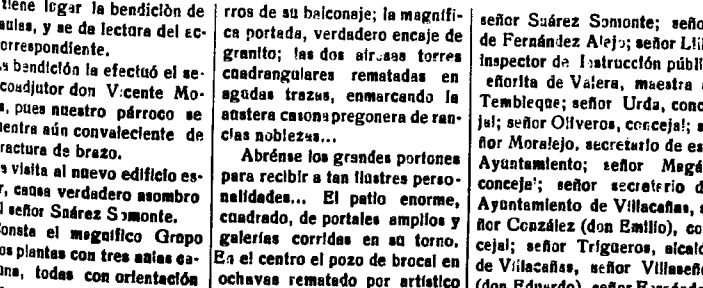 tiene lugar la bendición de
aulas, y se da lectura del ac-
correspondiente.
bendición la efectuó el se-
coadjutor don Vicente Mo-
pues nuestro párroco se
aún convaleciente de
fractura de brazo.
visita al nuevo edificio es-
causa verdadero asombro
señor Suárez Somonte.
el magnífico Grupo
plantas con tres aulas ca-
una, todas con orientación
rros de su balconaje; la magnífi-
ca portada, verdadero encaje de
granito; las dos airosas torres
cuadrangulares rematadas en
agudas trazas, enmarcando la
austera casona pregonera de ran-
cias noblezas...
Abrénse los grandes portones
para recibir a tan ilustres perso-
nalidades... El patio enorme,
cuadrado, de portales amplios y
galerías corridas en su torno.
En el centro el pozo de brocal en
ochavas rematado por artístico
señor Suárez Somonte; seño
de Fernández Alejo; señor
Inspector de Instrucción públi
señorita de Valera, maestra
Tembleque; señor Urda, conc
jal; señor Oliveros, concejal; s
ñor Moralejo, secretario de es
Ayuntamiento; señor Magá
concejal; señor secretario d
Ayuntamiento de Villacañas, s
ñor González (don Emilio), co
cejal; señor Trigueros, alcald
de Villacañas, señor Villaseñ
(don Eduardo), señor